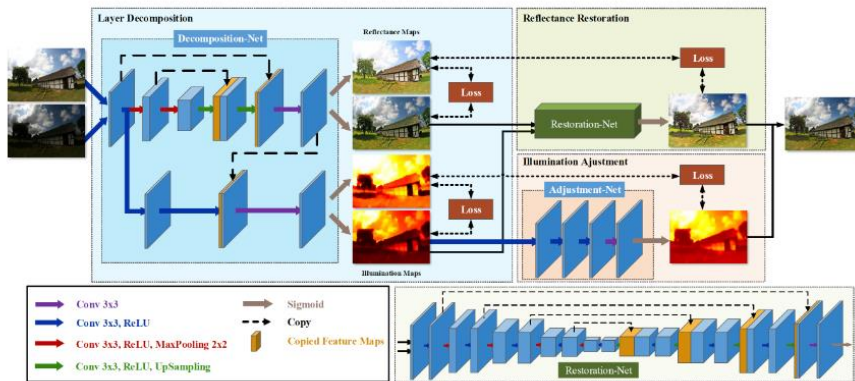 Layer Decomposition
Decomposition-Net
Reflectance Maps
Loss
Loss
Illumination Maps
Reflectance Restoration
Loss
Restoration-Net
Illumination Ajustment
Adjustment-Net
Loss
Conv 3x3
Conv 3x3, ReLU
Conv 3x3, ReLU, MaxPooling 2x2
Conv 3x3, ReLU, UpSampling
Sigmoid
Copy
Copied Feature Maps
Restoration-Net